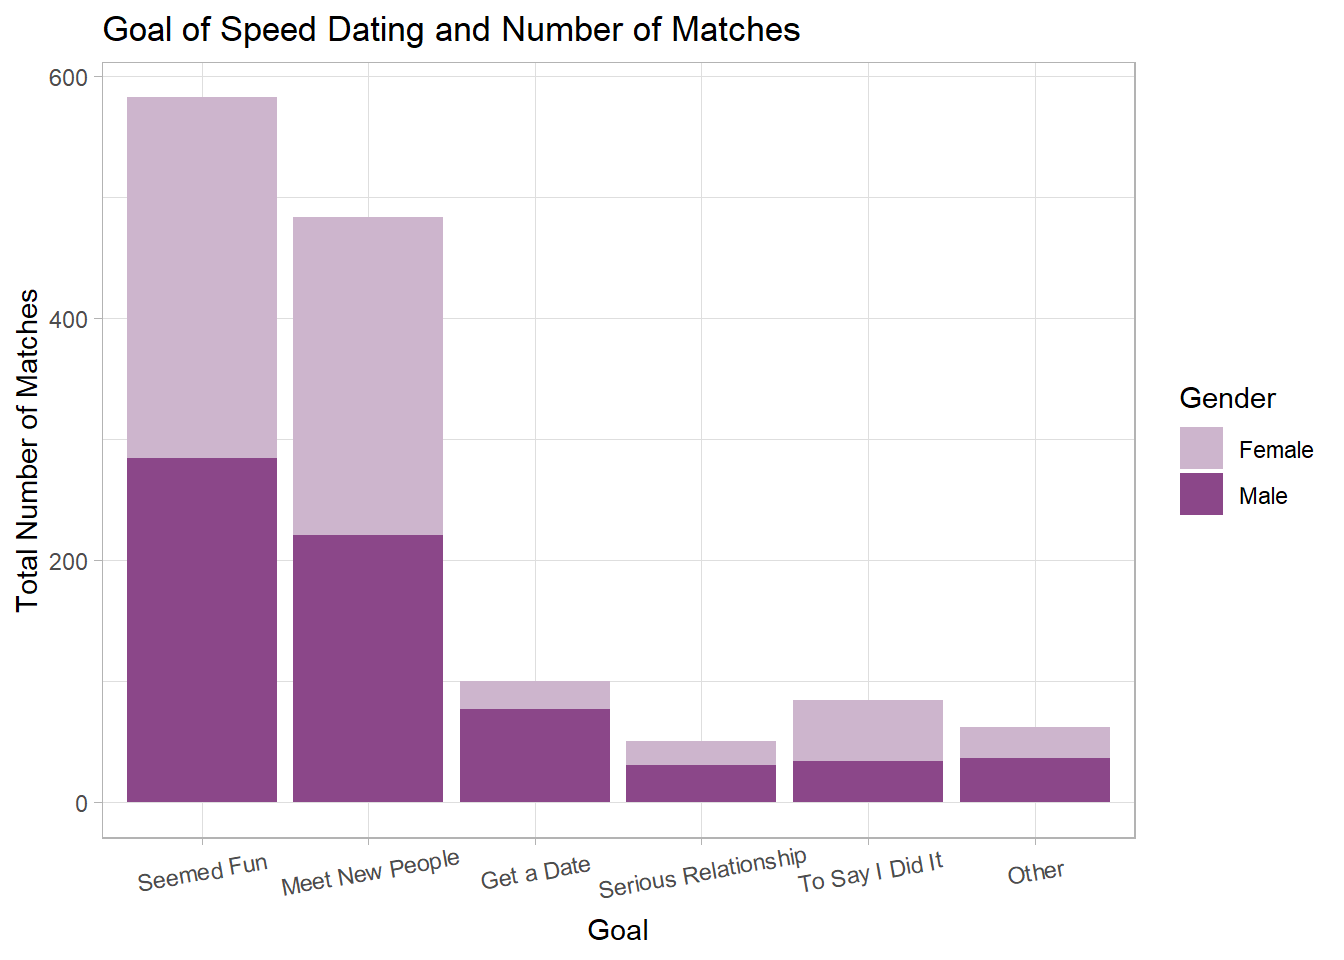 Goal of Speed Dating and Number of Matches
Total Number of Matches
600
400
200
0
Seemed Fun
Meet New People
Get a Date
Serious Relationship
To Say I Did It
Other
Goal
Gender
Female
Male